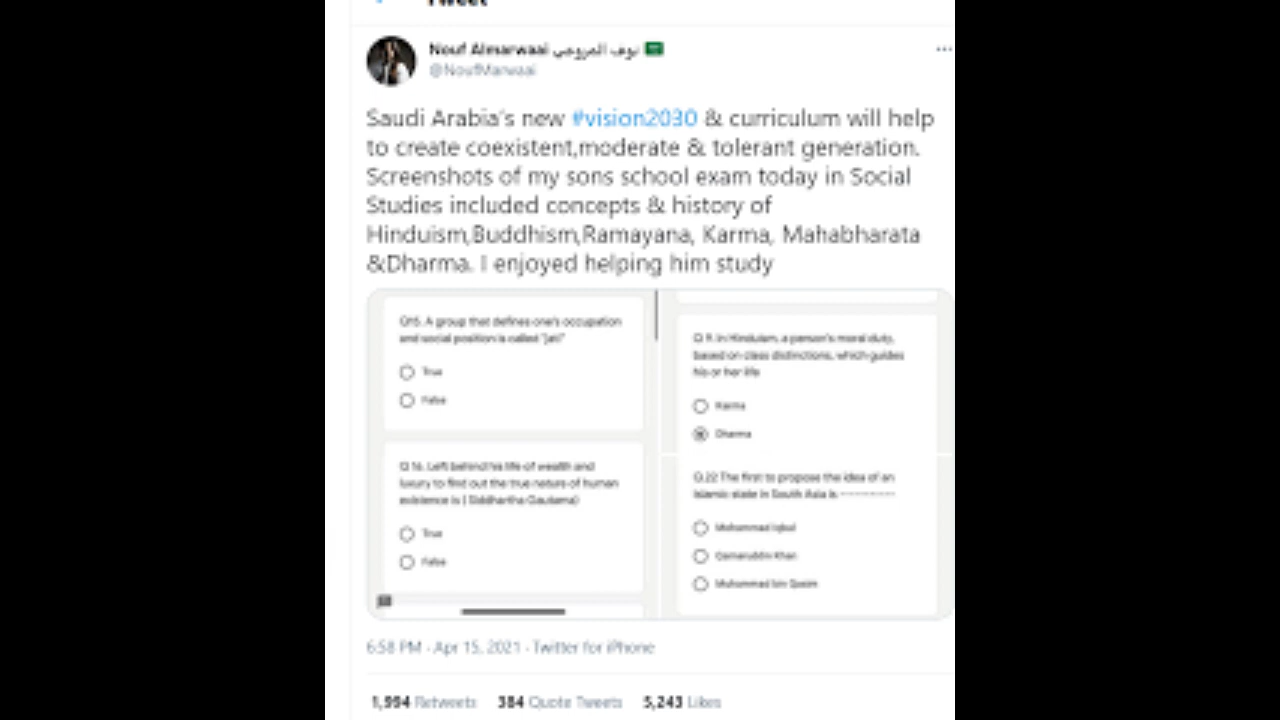 Tweet
Nouf Almarwaai نوف المروعي
@NoufMarwaai
Saudi Arabia's new #vision2030 & curriculum will help
to create coexistent,moderate & tolerant generation.
Screenshots of my sons school exam today in Social
Studies included concepts & history of
Hinduism,Buddhism,Ramayana, Karma, Mahabharata
&Dharma. I enjoyed helping him study
Q15. A group that defines one's occupation
and social position is called "jati"
True
False
Q 16. Left behind his life of wealth and
luxury to find out the true nature of human
existence is ( Siddhartha Gautama)
True
False
Q 9. In Hinduism, a person's moral duty,
based on class distinctions, which guides
his or her life
Karma
Dharma
Q.22 The first to propose the idea of an
Islamic state in South Asia is ------------
Mohammad Iqbal
Qamaruddin Khan
Muhammad bin Qasim
6:58 PM · Apr 15, 2021 · Twitter for iPhone
1,994 Retweets 384 Quote Tweets 5,243 Likes